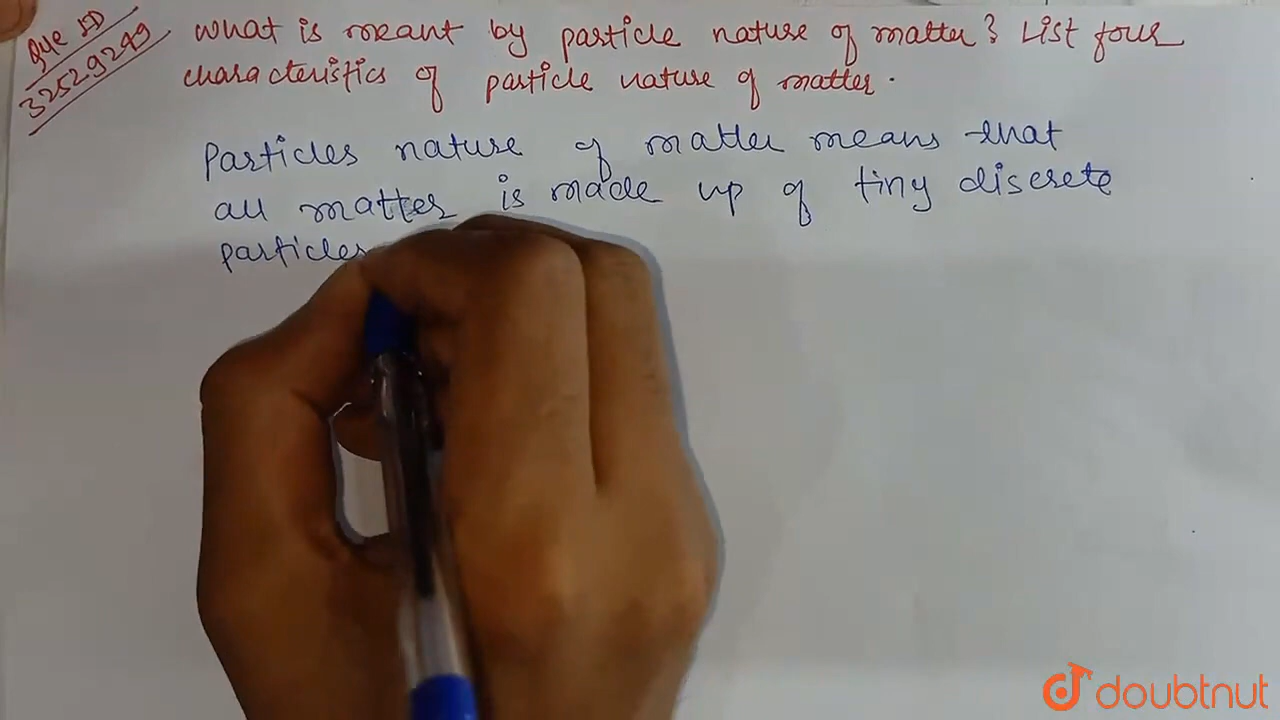 Que ID
32529299
What is meant by particle nature of matter? List four
characteristics of particle nature of matter.
Particles nature of matter means that
all matter is made up of tiny discrete
particles
doubtnut